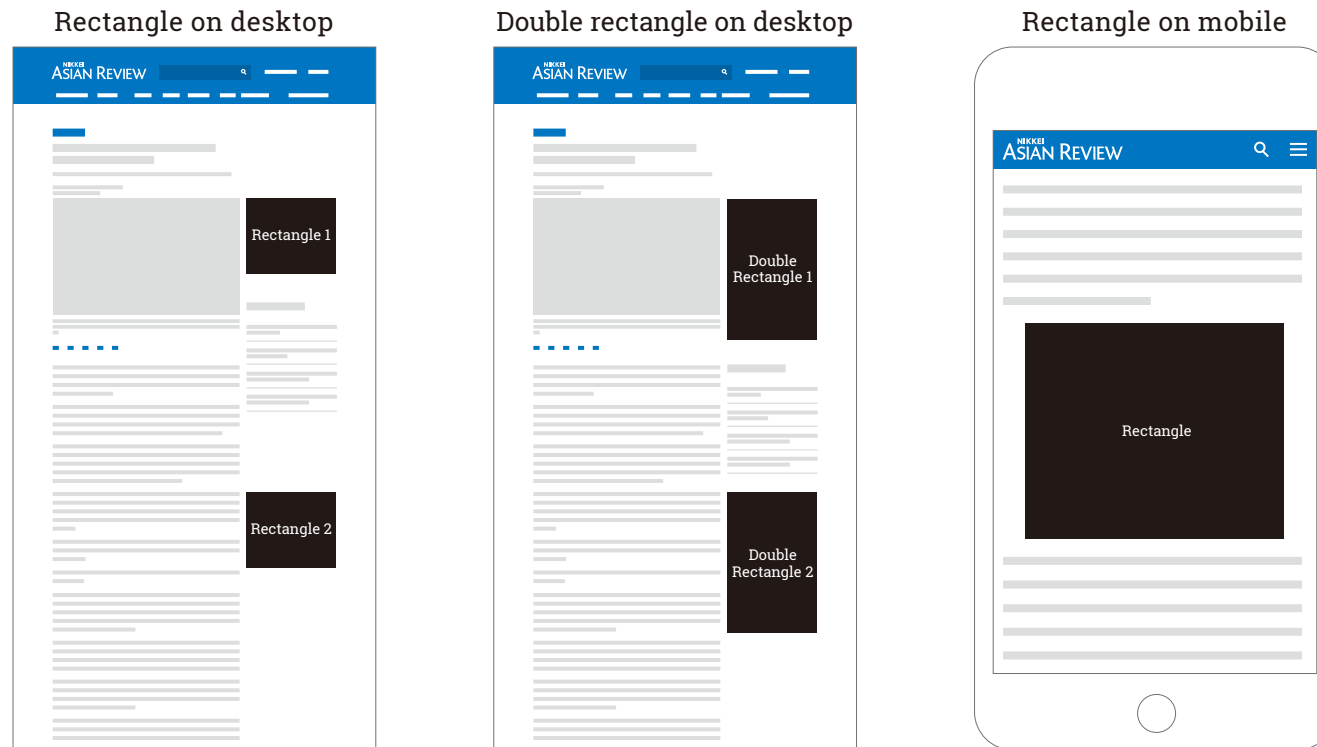 Rectangle on desktop
NIKKEI
ASIAN REVIEW
Rectangle 1
Rectangle 2
Double rectangle on desktop
NIKKEI
ASIAN REVIEW
Double
Rectangle 1
Double
Rectangle 2
Rectangle on mobile
NIKKEI
ASIAN REVIEW
Rectangle